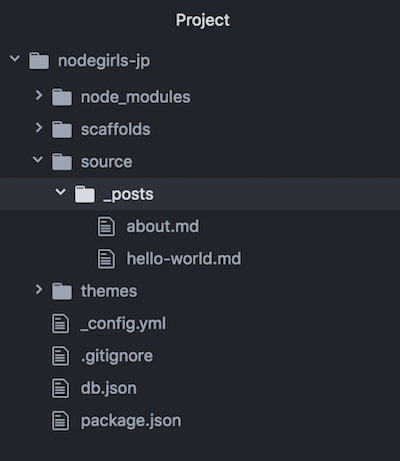 Project
nodegirls-jp
node_modules
scaffolds
source
_posts
about.md
hello-world.md
themes
_config.yml
.gitignore
db.json
package.json